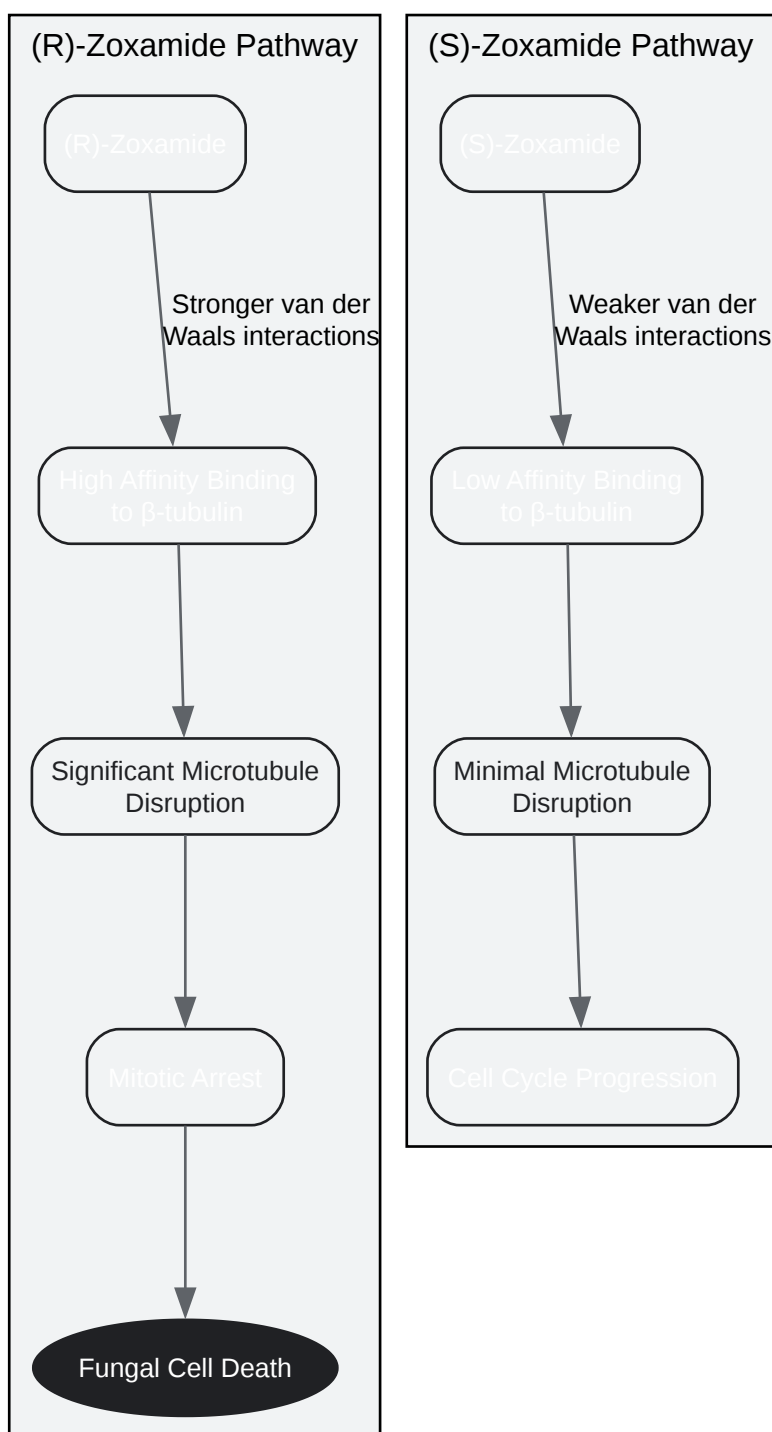 (R)-Zoxamide Pathway
(R)-Zoxamide
Stronger van der
Waals interactions
High Affinity Binding
to β-tubulin
Significant Microtubule
Disruption
Mitotic Arrest
Fungal Cell Death
(S)-Zoxamide Pathway
(S)-Zoxamide
Weaker van der
Waals interactions
Low Affinity Binding
to β-tubulin
Minimal Microtubule
Disruption
Cell Cycle Progression